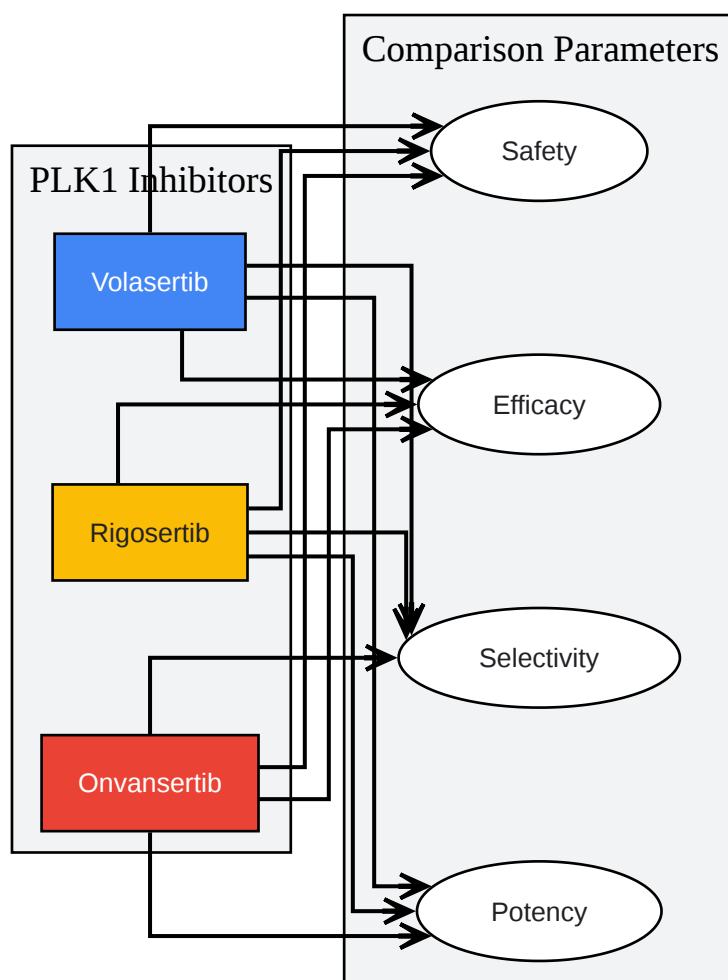 Comparison Parameters
Safety
PLK1 Inhibitors
Volasertib
Efficacy
Rigosertib
Selectivity
Onvansertib
Potency